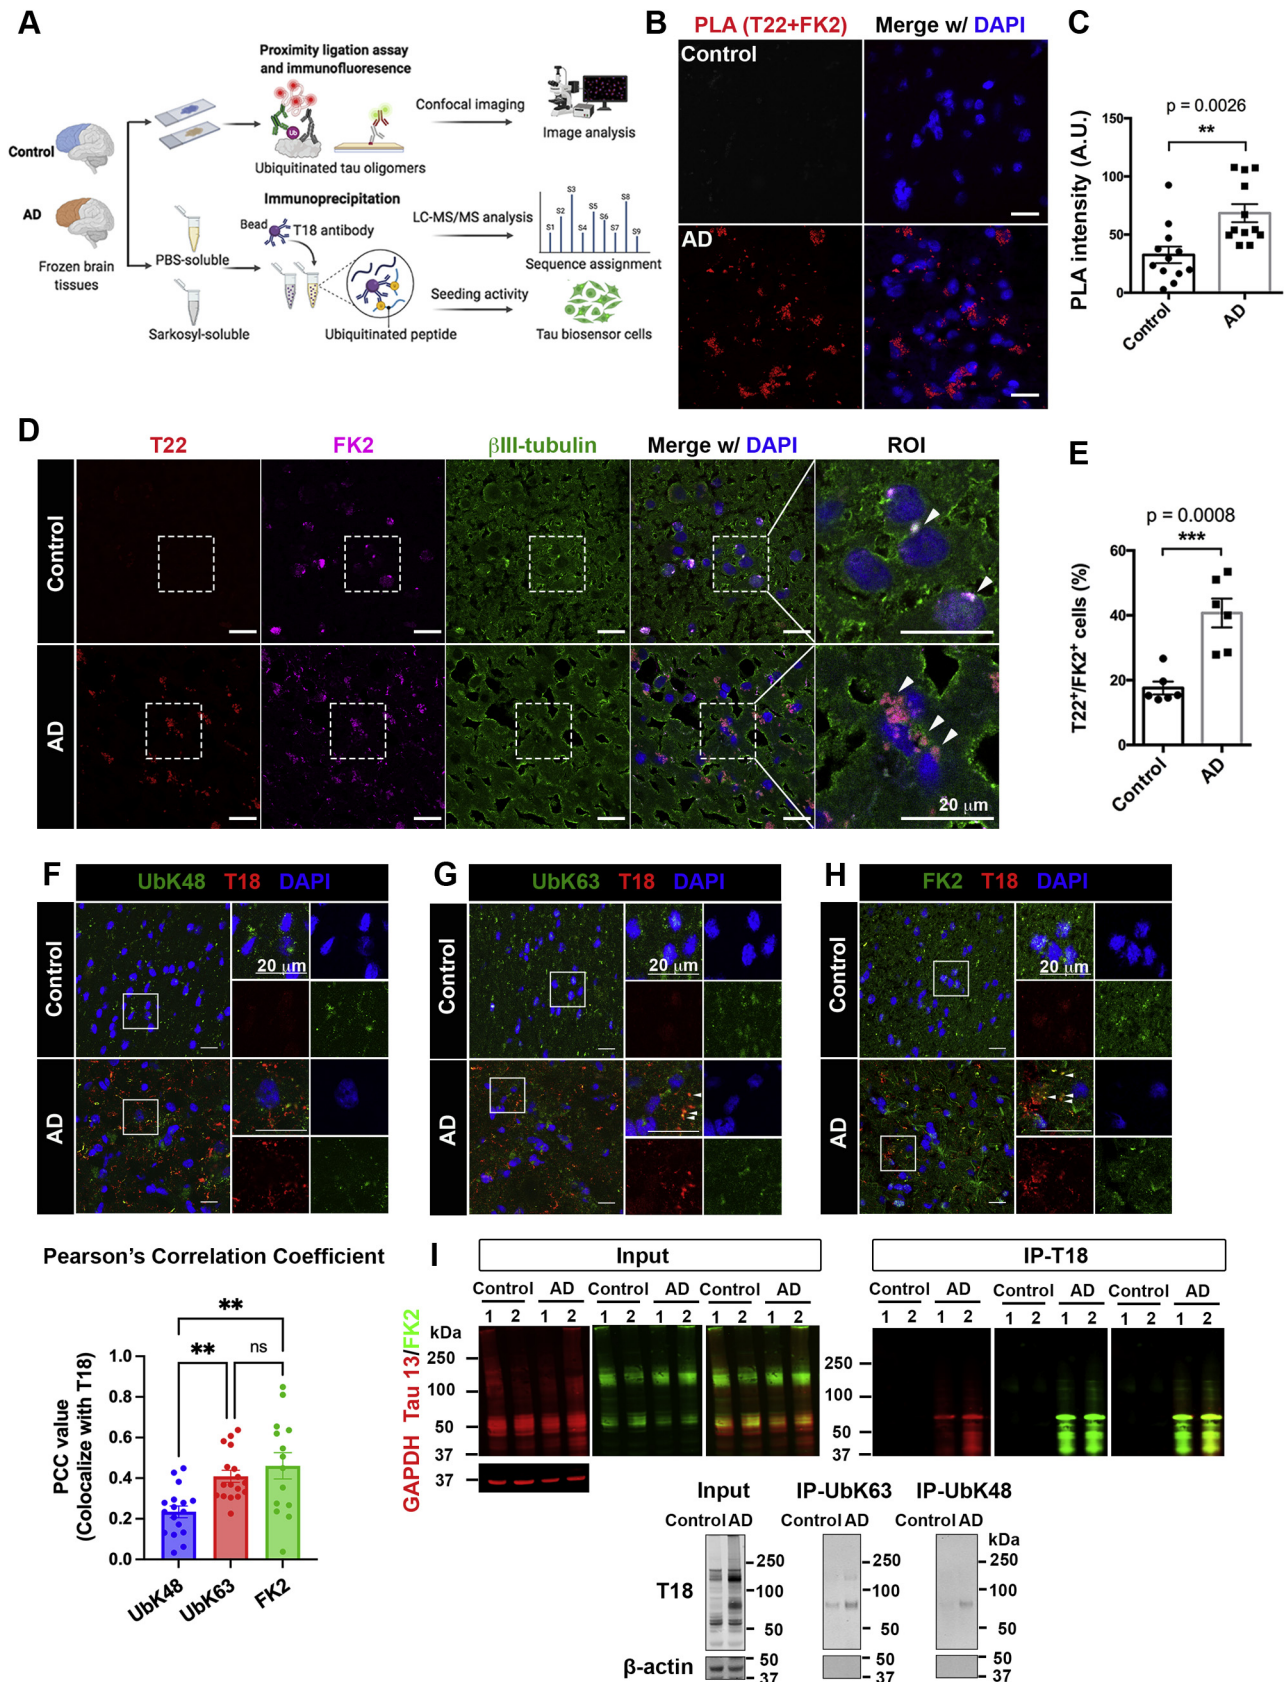 A
Proximity ligation assay
and immunofluoresence
Confocal imaging
Image analysis
Ub
Ubiquitinated tau oligomers
Control
AD
Frozen brain
tissues
PBS-soluble
Sarkosyl-soluble
Immunoprecipitation
Bead
T18 antibody
Ubiquitinated peptide
LC-MS/MS analysis
S1 S2 S3 S4 S5 S6 S7 S8 S9
Sequence assignment
Seeding activity
Tau biosensor cells
B
PLA (T22+FK2) Merge w/ DAPI
Control
AD
C
p = 0.0026
**
PLA intensity (A.U.)
150
100
50
0
Control
AD
D
T22 FK2 βIII-tubulin Merge w/ DAPI ROI
Control
AD
20 μm
E
p = 0.0008
***
T22+/FK2+ cells (%)
60
40
20
0
Control
AD
F
UbK48 T18 DAPI
Control
20 μm
AD
G
UbK63 T18 DAPI
Control
20 μm
AD
H
FK2 T18 DAPI
Control
20 μm
AD
Pearson's Correlation Coefficient
**
** ns
PCC value
(Colocalize with T18)
1.0
0.8
0.6
0.4
0.2
0.0
UbK48
UbK63
FK2
I
Input
Control AD Control AD Control AD
1 2 1 2 1 2 1 2 1 2 1 2
kDa
250
100
50
37
37
GAPDH Tau 13/FK2
IP-T18
Control AD Control AD Control AD
1 2 1 2 1 2 1 2 1 2 1 2
250
100
50
37
Input IP-UbK63 IP-UbK48
Control AD Control AD Control AD
kDa
T18
250 250 250
100 100 100
50 50 50
β-actin
50 50 50
37 37 37